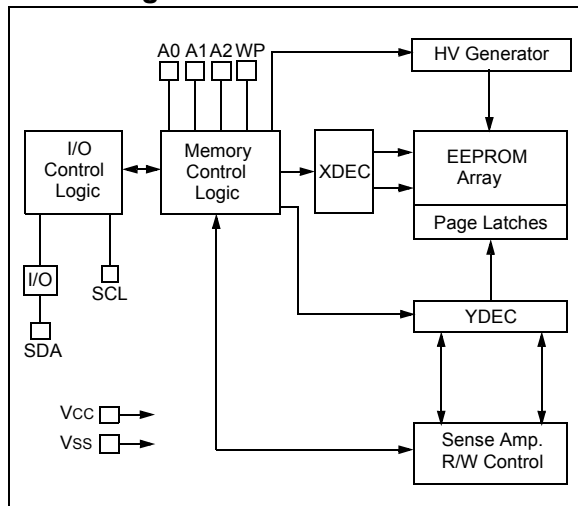 A0 A1 A2 WP
HV Generator
I/O
Control
Logic
Memory
Control
Logic
XDEC
EEPROM
Array
Page Latches
I/O
SCL
SDA
YDEC
VCC
VSS
Sense Amp.
R/W Control